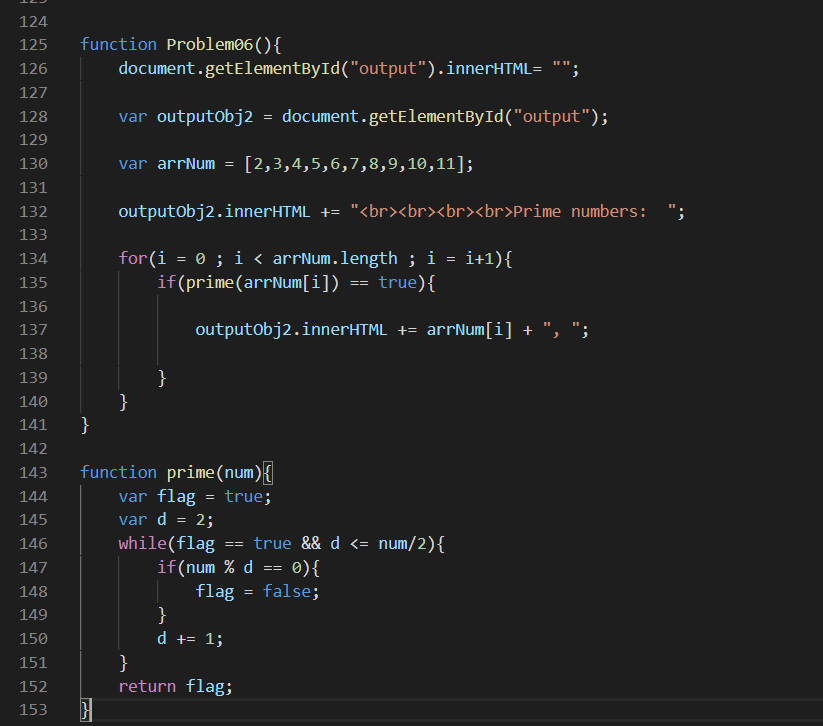 123
124
125 function Problem06(){
126     document.getElementById("output").innerHTML= "";
127
128     var outputObj2 = document.getElementById("output");
129
130     var arrNum = [2,3,4,5,6,7,8,9,10,11];
131
132     outputObj2.innerHTML += "<br><br><br><br>Prime numbers:  ";
133
134     for(i = 0 ; i < arrNum.length ; i = i+1){
135         if(prime(arrNum[i]) == true){
136
137             outputObj2.innerHTML += arrNum[i] + ", ";
138
139         }
140     }
141 }
142
143 function prime(num){
144     var flag = true;
145     var d = 2;
146     while(flag == true && d <= num/2){
147         if(num % d == 0){
148             flag = false;
149         }
150         d += 1;
151     }
152     return flag;
153 }